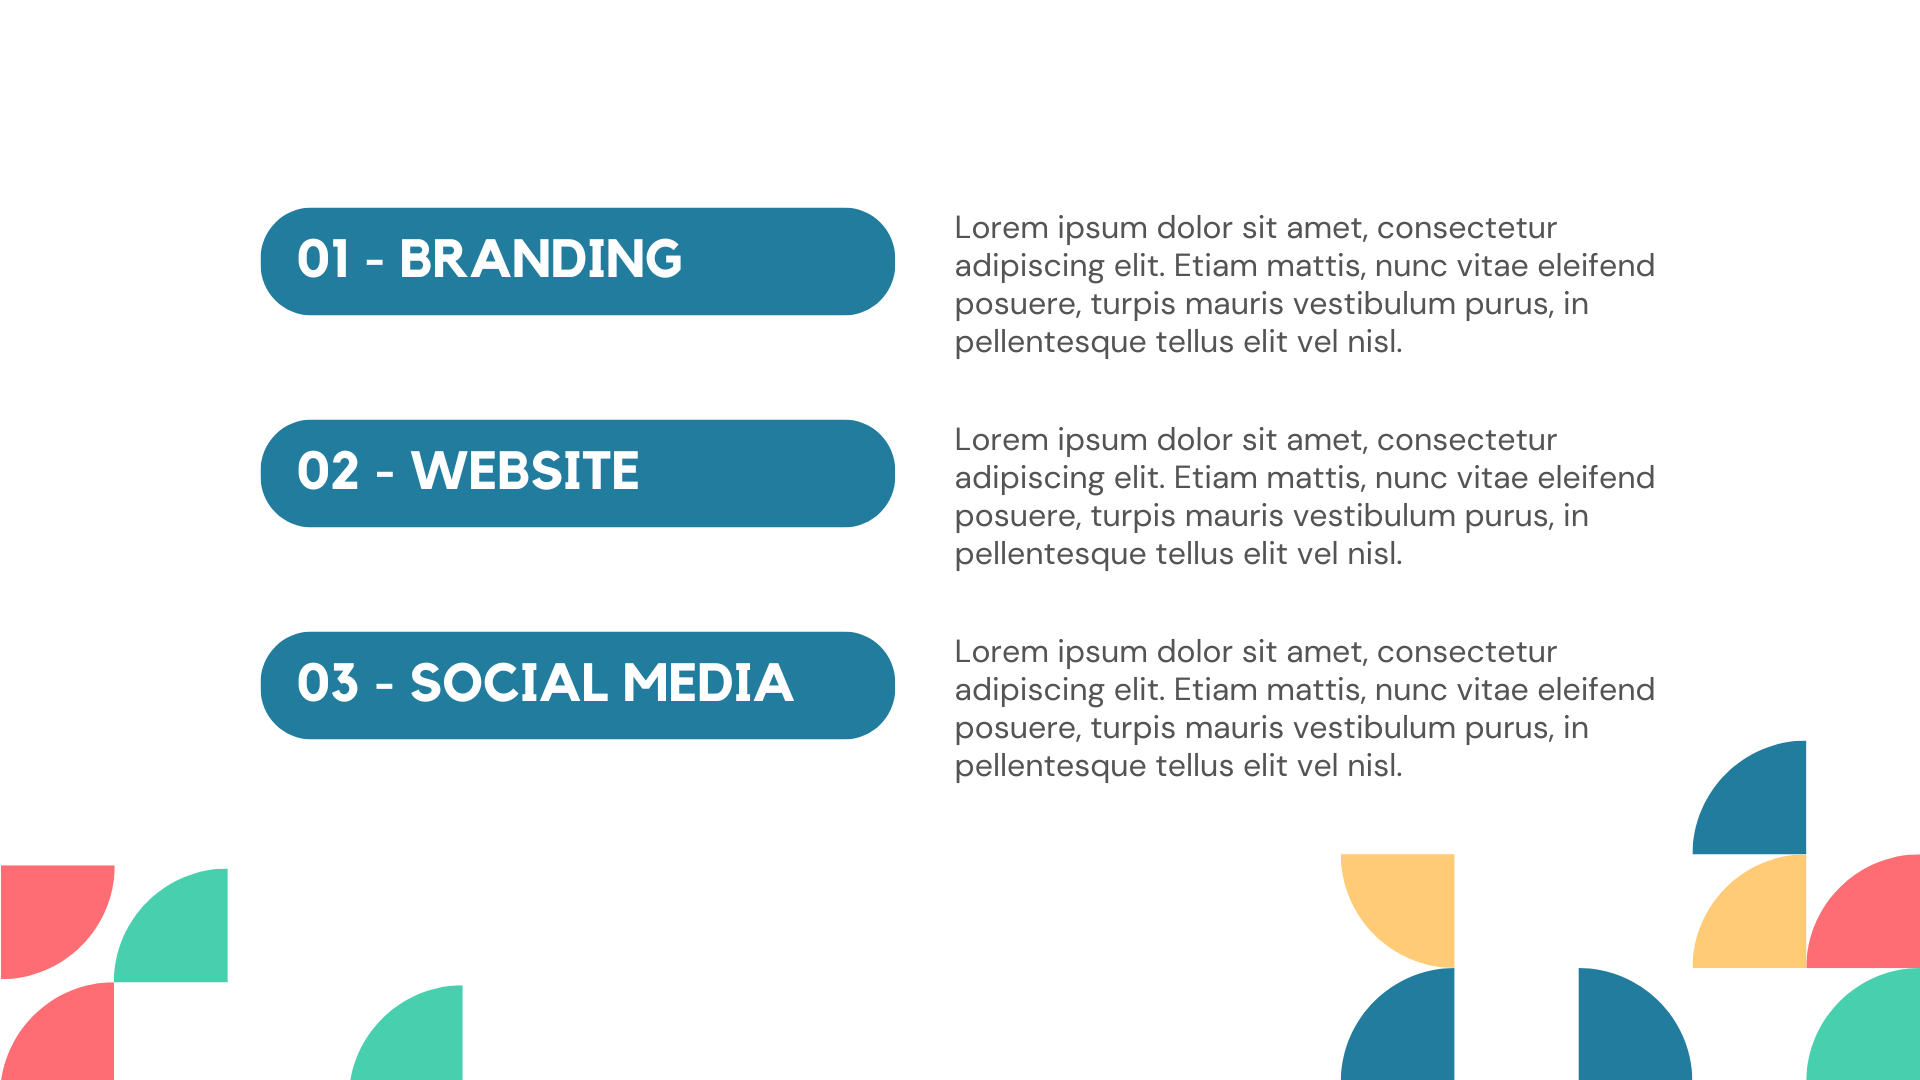 01 - BRANDING
Lorem ipsum dolor sit amet, consectetur
adipiscing elit. Etiam mattis, nunc vitae eleifend
posuere, turpis mauris vestibulum purus, in
pellentesque tellus elit vel nisl.
02 - WEBSITE
Lorem ipsum dolor sit amet, consectetur
adipiscing elit. Etiam mattis, nunc vitae eleifend
posuere, turpis mauris vestibulum purus, in
pellentesque tellus elit vel nisl.
03 - SOCIAL MEDIA
Lorem ipsum dolor sit amet, consectetur
adipiscing elit. Etiam mattis, nunc vitae eleifend
posuere, turpis mauris vestibulum purus, in
pellentesque tellus elit vel nisl.